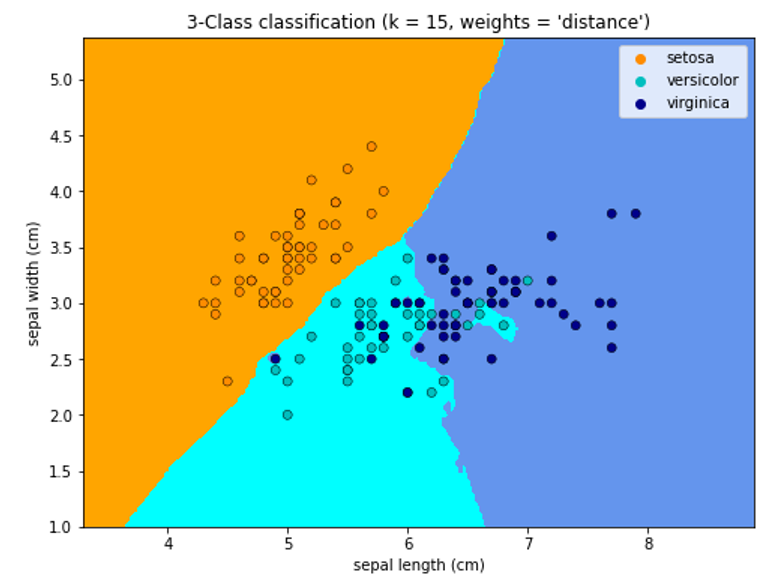 3-Class classification (k = 15, weights = 'distance')
setosa
versicolor
virginica
5.0
4.5
4.0
3.5
3.0
2.5
2.0
1.5
1.0
sepal width (cm)
4 5 6 7 8
sepal length (cm)